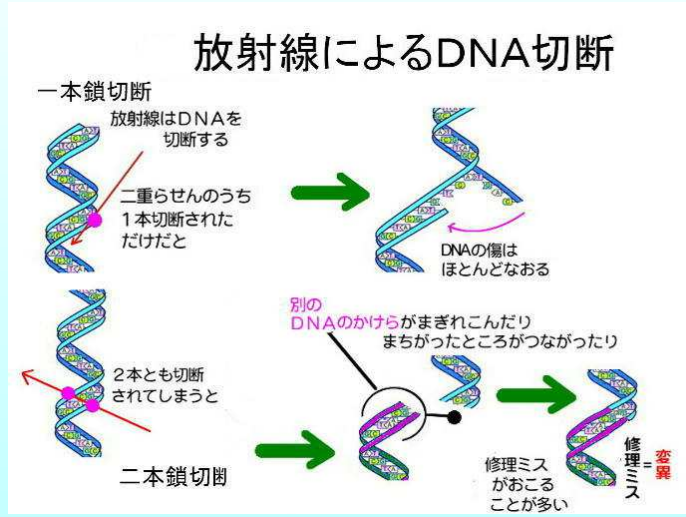 放射線によるDNA切断
一本鎖切断
放射線はDNAを
切断する
二重らせんのうち
1本切断された
だけだと
DNAの傷は
ほとんどなおる
2本とも切断
されてしまうと
二本鎖切断
別の
DNAのかけらがまぎれこんだり
まちがったところがつながったり
修理ミス
がおこる
ことが多い
修理ミス=変異